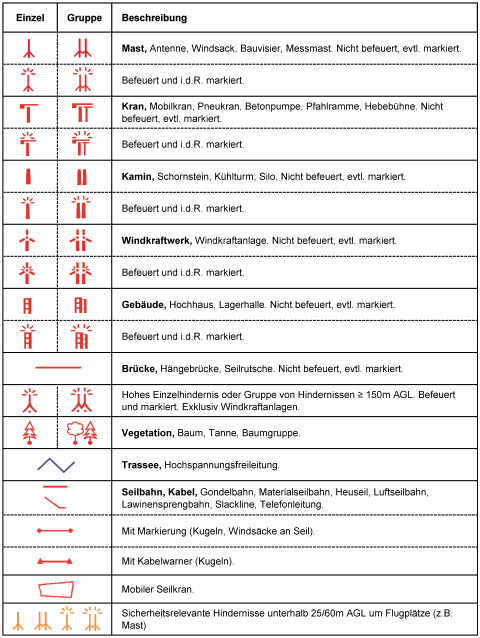 Einzel Gruppe Beschreibung
Mast, Antenne, Windsack, Bauvisier, Messmast. Nicht befeuert, evtl. markiert.
Befeuert und i.d.R. markiert.
Kran, Mobilkran, Pneukran, Betonpumpe, Pfahlramme, Hebebühne. Nicht
befeuert, evtl. markiert.
Befeuert und i.d.R. markiert.
Kamin, Schornstein, Kühlturm, Silo. Nicht befeuert, evtl. markiert.
Befeuert und i.d.R. markiert.
Windkraftwerk, Windkraftanlage. Nicht befeuert, evtl. markiert.
Befeuert und i.d.R. markiert.
Gebäude, Hochhaus, Lagerhalle. Nicht befeuert, evtl. markiert.
Befeuert und i.d.R. markiert.
Brücke, Hängebrücke, Seilrutsche. Nicht befeuert, evtl. markiert.
Hohes Einzelhindernis oder Gruppe von Hindernissen ≥ 150m AGL. Befeuert
und markiert. Exklusiv Windkraftanlagen.
Vegetation, Baum, Tanne, Baumgruppe.
Trassee, Hochspannungsfreileitung.
Seilbahn, Kabel, Gondelbahn, Materialseilbahn, Heuseil, Luftseilbahn,
Lawinensprengbahn, Slackline, Telefonleitung.
Mit Markierung (Kugeln, Windsäcke an Seil).
Mit Kabelwarner (Kugeln).
Mobiler Seilkran.
Sicherheitsrelevante Hindernisse unterhalb 25/60m AGL um Flugplätze (z.B.
Mast)